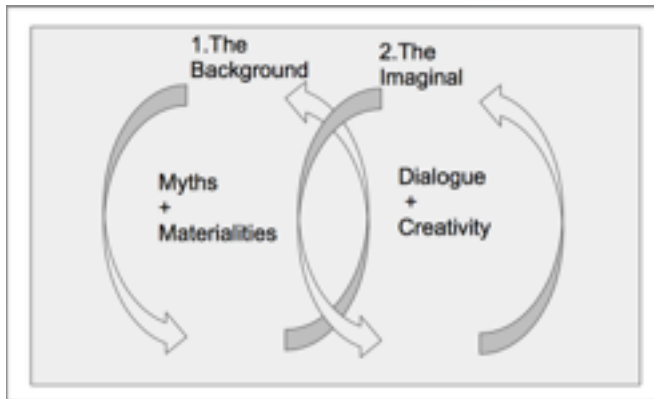 1.The
Background
2.The
Imaginal
Myths
+
Materialities
Dialogue
+
Creativity